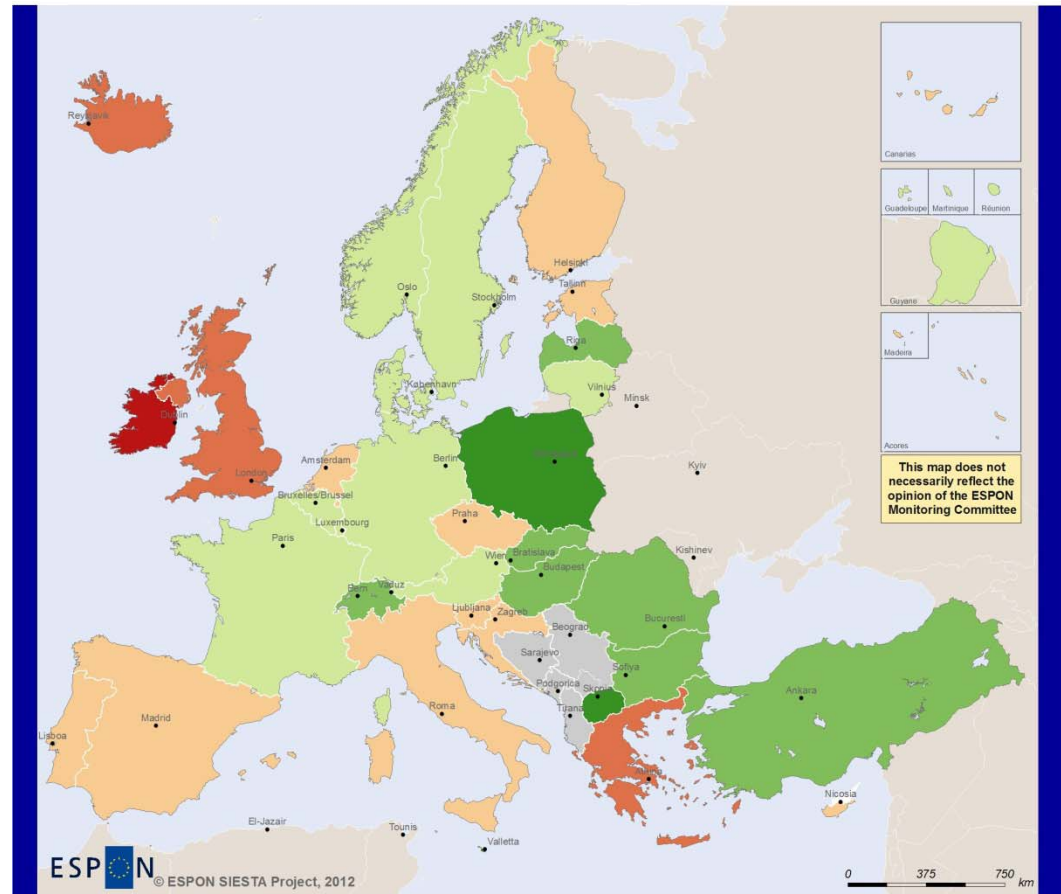 Reykjavik
Canarias
Guadeloupe
Martinique
Réunion
Helsinki
Tallinn
Oslo
Stockholm
Guyane
Riga
Madeira
København
Vilnius
Minsk
Dublin
Acores
Amsterdam
Berlin
London
Kyiv
This map does not
necessarily reflect the
opinion of the ESPON
Monitoring Committee
Bruxelles/Brussel
Praha
Luxembourg
Paris
Kishinev
Wien
Bratislava
Budapest
Bern
Vaduz
Ljubljana
Zagreb
Bucuresti
Beograd
Sarajevo
Sofiya
Podgorica
Skopje
Ankara
Tirana
Roma
Madrid
Lisboa
Nicosia
El-Jazair
Tounis
Valletta
ESPON
© ESPON SIESTA Project, 2012
0 375 750
km